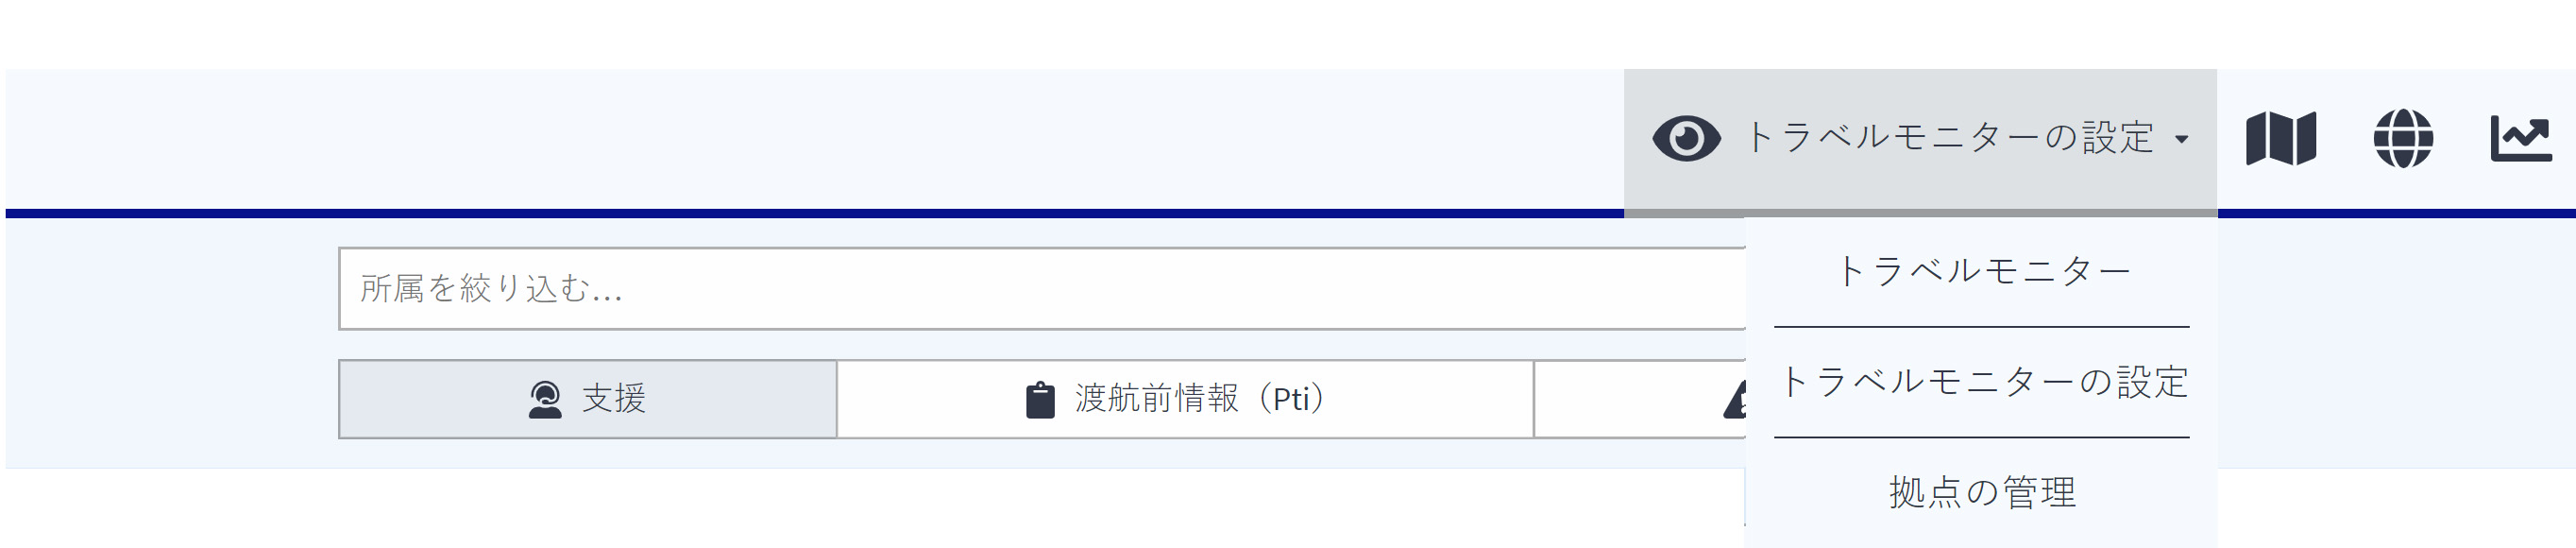 トラベルモニターの設定
トラベルモニター
トラベルモニターの設定
拠点の管理
所属を絞り込む...
支援
渡航前情報（Pti）